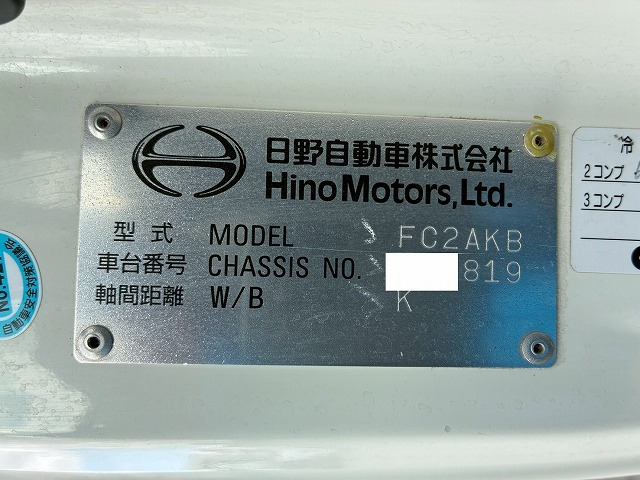 日野自動車株式会社
Hino Motors, Ltd.
型式 MODEL FC2AKB
車台番号 CHASSIS NO. 819
軸間距離 W/B K
冷
2コンプ
3コンプ